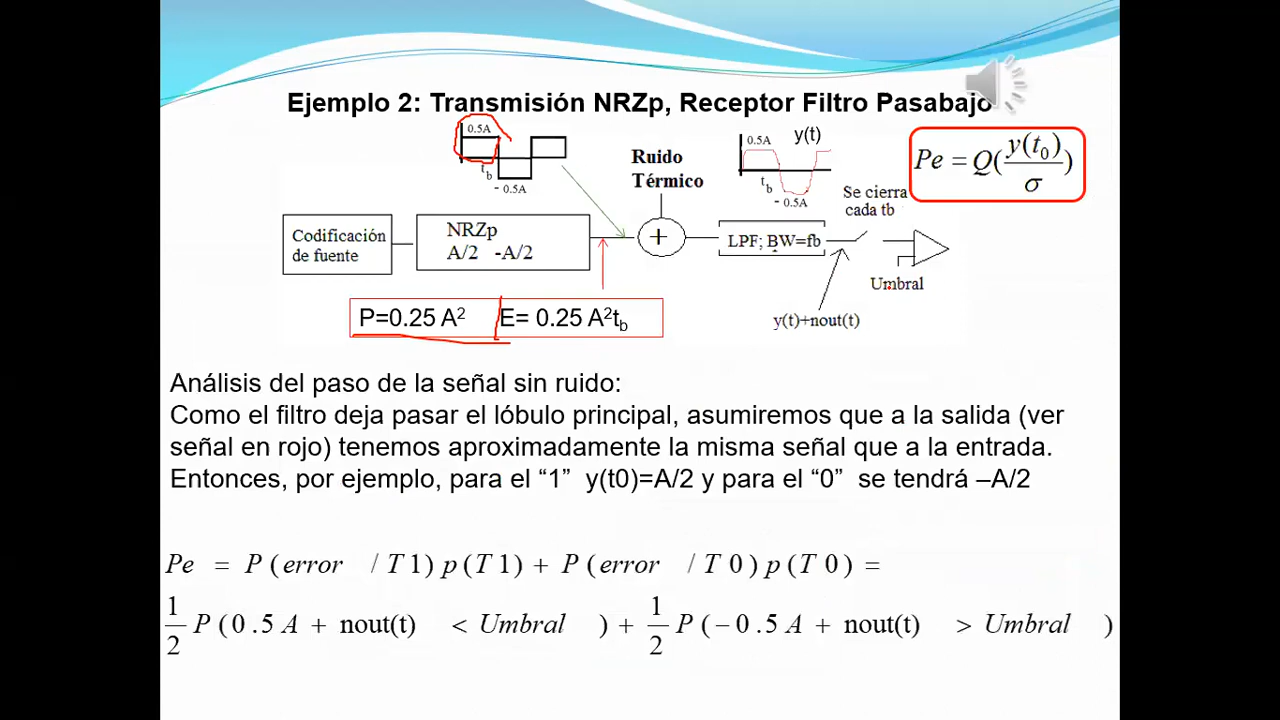 Ejemplo 2: Transmisión NRZp, Receptor Filtro Pasabajo
0.5A
tb
- 0.5A
Ruido
Térmico
0.5A
y(t)
tb
- 0.5A
Se cierra
cada tb
Pe = Q(y(t0)/σ)
Codificación
de fuente
NRZp
A/2 -A/2
+
LPF; BW=fb
Umbral
y(t)+nout(t)
P=0.25 A² E= 0.25 A²tb
Análisis del paso de la señal sin ruido:
Como el filtro deja pasar el lóbulo principal, asumiremos que a la salida (ver
señal en rojo) tenemos aproximadamente la misma señal que a la entrada.
Entonces, por ejemplo, para el “1” y(t0)=A/2 y para el “0” se tendrá –A/2
Pe = P(error / T1) p(T1) + P(error / T0) p(T0) =
1/2 P(0.5A + nout(t) < Umbral) + 1/2 P(−0.5A + nout(t) > Umbral)